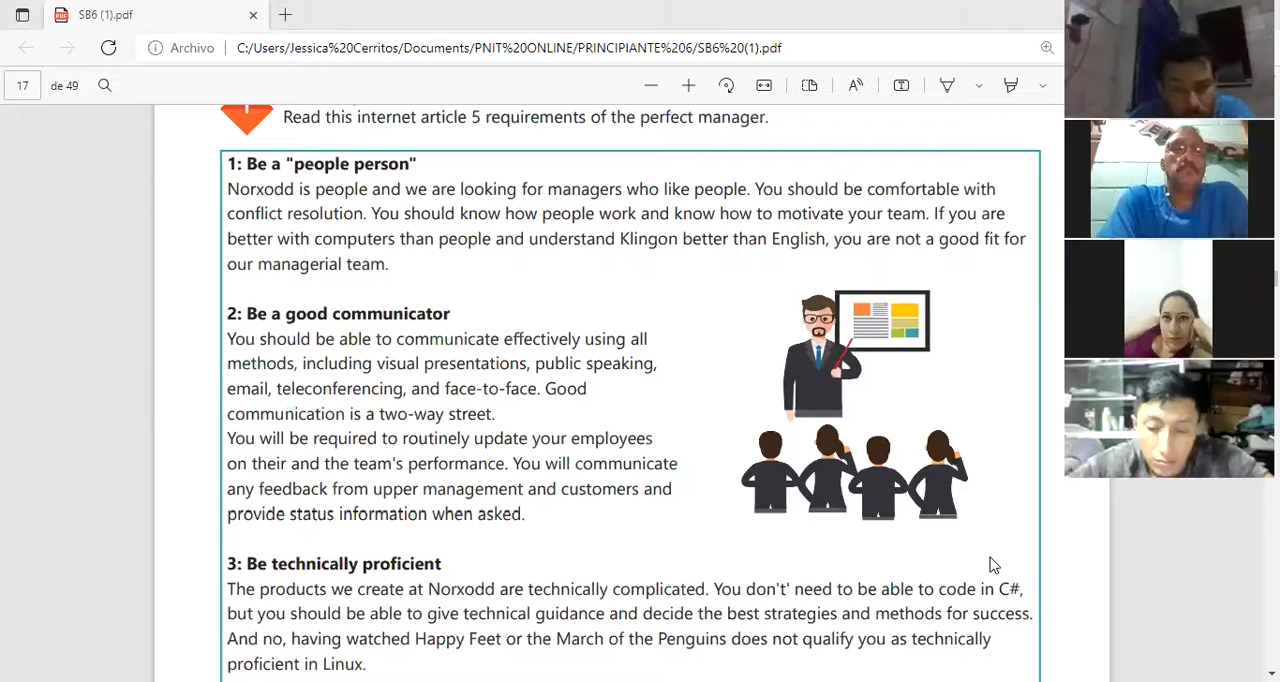 SB6 (1).pdf
Archivo
C:/Users/Jessica%20Cerritos/Documents/PNIT%20ONLINE/PRINCIPIANTE%206/SB6%20(1).pdf
17
de 49
Read this internet article 5 requirements of the perfect manager.
1: Be a "people person"
Norxodd is people and we are looking for managers who like people. You should be comfortable with
conflict resolution. You should know how people work and know how to motivate your team. If you are
better with computers than people and understand Klingon better than English, you are not a good fit for
our managerial team.
2: Be a good communicator
You should be able to communicate effectively using all
methods, including visual presentations, public speaking,
email, teleconferencing, and face-to-face. Good
communication is a two-way street.
You will be required to routinely update your employees
on their and the team's performance. You will communicate
any feedback from upper management and customers and
provide status information when asked.
3: Be technically proficient
The products we create at Norxodd are technically complicated. You don't' need to be able to code in C#,
but you should be able to give technical guidance and decide the best strategies and methods for success.
And no, having watched Happy Feet or the March of the Penguins does not qualify you as technically
proficient in Linux.